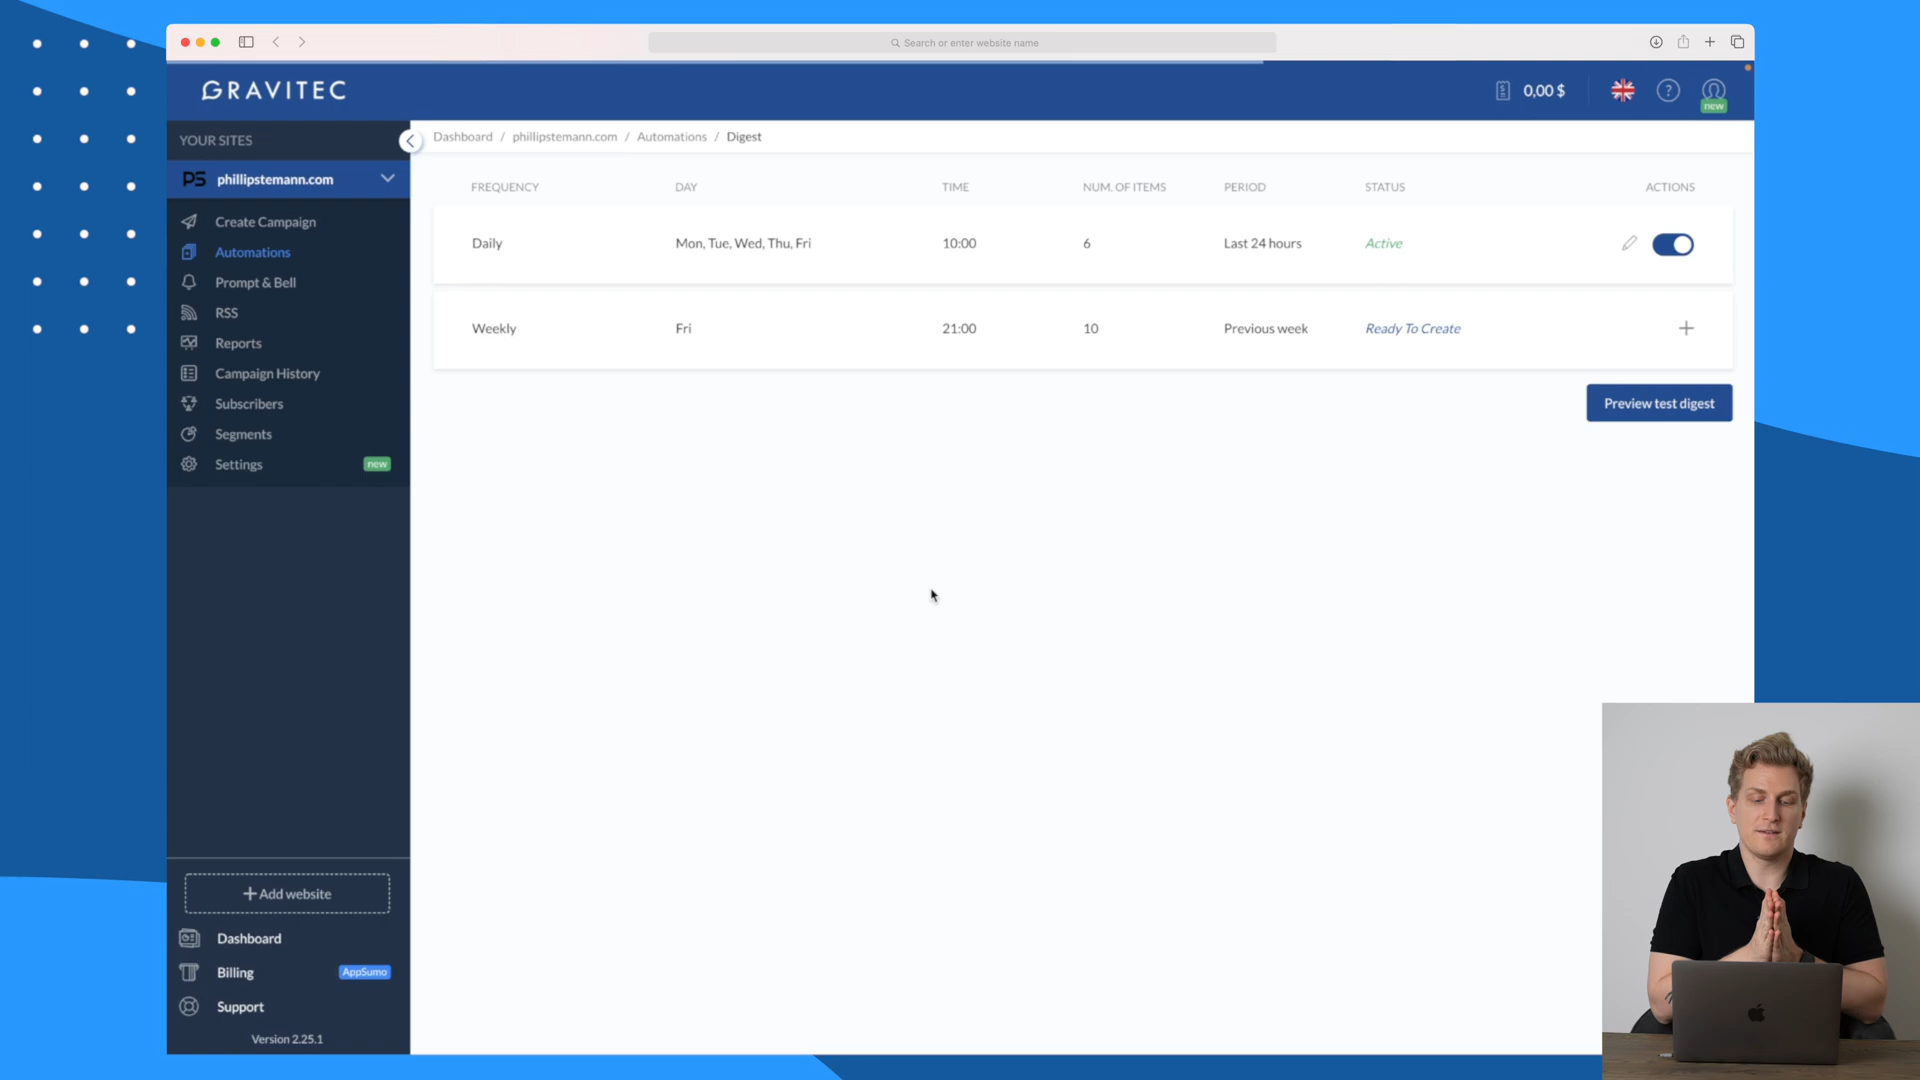 Search or enter website name
GRAVITEC
0,00 $
?
new
YOUR SITES
Dashboard / phillipstemann.com / Automations / Digest
PS phillipstemann.com
FREQUENCY DAY TIME NUM. OF ITEMS PERIOD STATUS ACTIONS
Create Campaign
Automations
Prompt & Bell
RSS
Reports
Campaign History
Subscribers
Segments
Settings new
Daily Mon, Tue, Wed, Thu, Fri 10:00 6 Last 24 hours Active
Weekly Fri 21:00 10 Previous week Ready To Create +
Preview test digest
+ Add website
Dashboard
Billing AppSumo
Support
Version 2.25.1